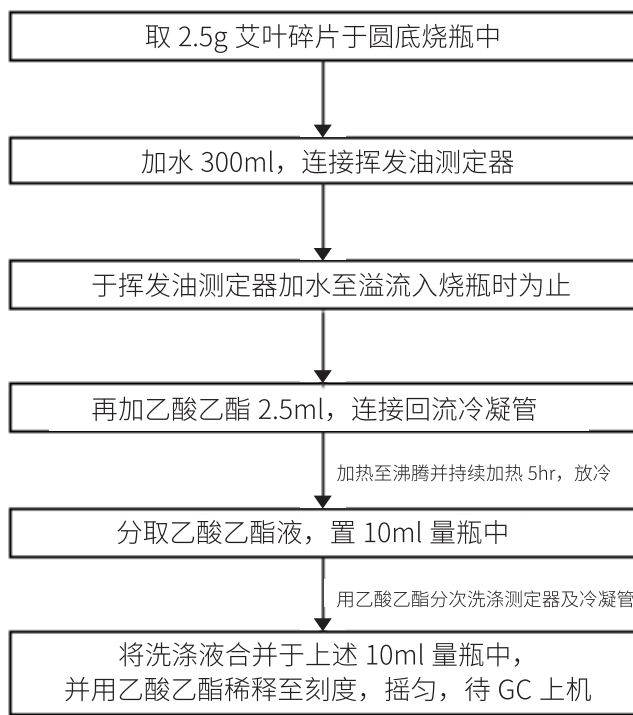 取 2.5g 艾叶碎片于圆底烧瓶中
加水 300ml，连接挥发油测定器
于挥发油测定器加水至溢流入烧瓶时为止
再加乙酸乙酯 2.5ml，连接回流冷凝管
加热至沸腾并持续加热 5hr，放冷
分取乙酸乙酯液，置 10ml 量瓶中
用乙酸乙酯分次洗涤测定器及冷凝管
将洗涤液合并于上述 10ml 量瓶中，
并用乙酸乙酯稀释至刻度，摇匀，待 GC 上机